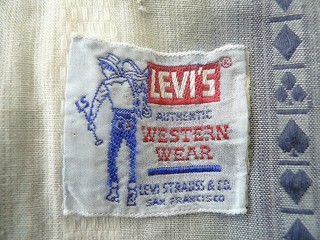 LEVI'S®
AUTHENTIC
WESTERN
WEAR
LEVI STRAUSS & CO.
SAN FRANCISCO